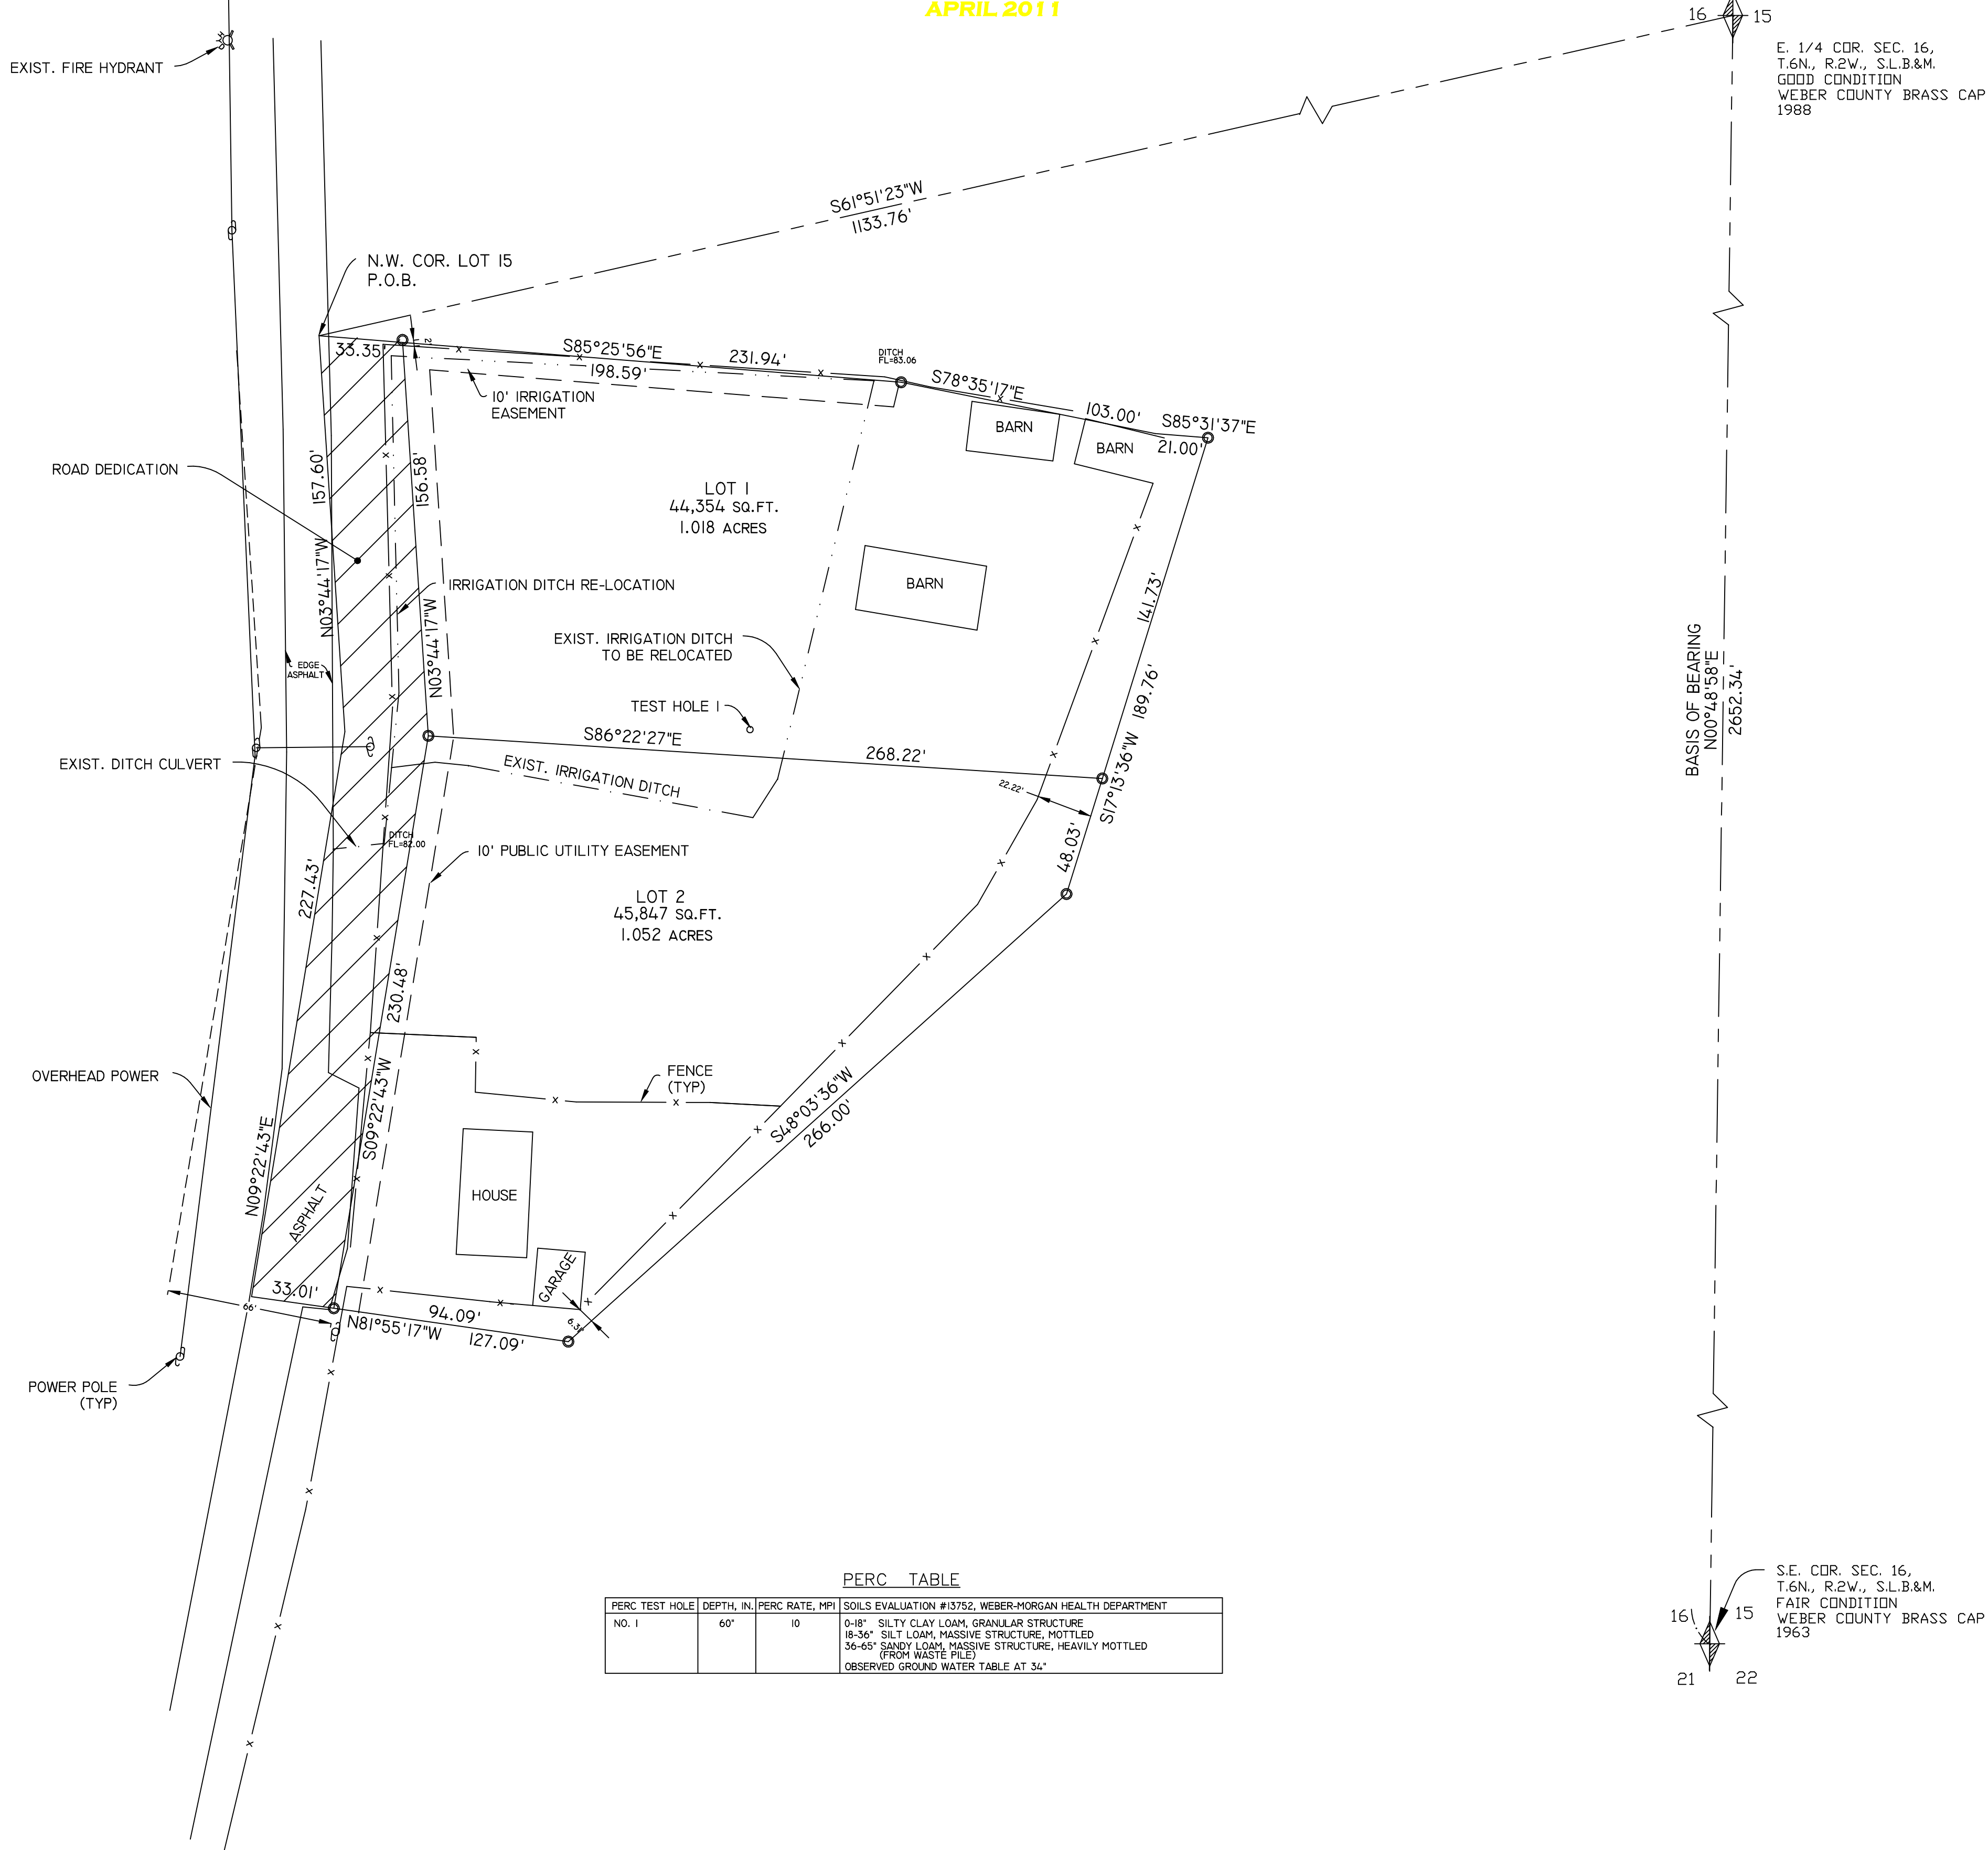 APRIL 2011
16 15
E. 1/4 COR. SEC. 16,
T.6N., R.2W., S.L.B.&M.
GOOD CONDITION
WEBER COUNTY BRASS CAP
1988
EXIST. FIRE HYDRANT
S61°51'23"W
1133.76'
N.W. COR. LOT 15
P.O.B.
33.35'
2'
S85°25'56"E
231.94'
198.59'
DITCH
FL=83.06
S78°35'17"E
103.00'
S85°31'37"E
21.00'
10' IRRIGATION
EASEMENT
BARN
BARN
ROAD DEDICATION
157.60'
156.58'
LOT 1
44,354 SQ.FT.
1.018 ACRES
N03°44'17"W
N03°44'17"W
IRRIGATION DITCH RE-LOCATION
BARN
141.73'
EXIST. IRRIGATION DITCH
TO BE RELOCATED
EDGE
ASPHALT
189.76'
TEST HOLE 1
S17°13'36"W
BASIS OF BEARING
N00°48'58"E
2652.34'
S86°22'27"E
268.22'
EXIST. DITCH CULVERT
EXIST. IRRIGATION DITCH
22.22'
DITCH
FL=82.00
48.03'
10' PUBLIC UTILITY EASEMENT
227.43'
LOT 2
45,847 SQ.FT.
1.052 ACRES
230.48'
OVERHEAD POWER
FENCE
(TYP)
S09°22'43"W
N09°22'43"E
S48°03'36"W
266.00'
HOUSE
ASPHALT
GARAGE
33.01'
66'
94.09'
N81°55'17"W
127.09'
POWER POLE
(TYP)
PERC TABLE
PERC TEST HOLE DEPTH, IN. PERC RATE, MPI SOILS EVALUATION #13752, WEBER-MORGAN HEALTH DEPARTMENT
NO. 1 60" 10 0-18" SILTY CLAY LOAM, GRANULAR STRUCTURE
18-36" SILT LOAM, MASSIVE STRUCTURE, MOTTLED
36-65" SANDY LOAM, MASSIVE STRUCTURE, HEAVILY MOTTLED
(FROM WASTE PILE)
OBSERVED GROUND WATER TABLE AT 34"
S.E. COR. SEC. 16,
T.6N., R.2W., S.L.B.&M.
FAIR CONDITION
WEBER COUNTY BRASS CAP
1963
16 15
21 22